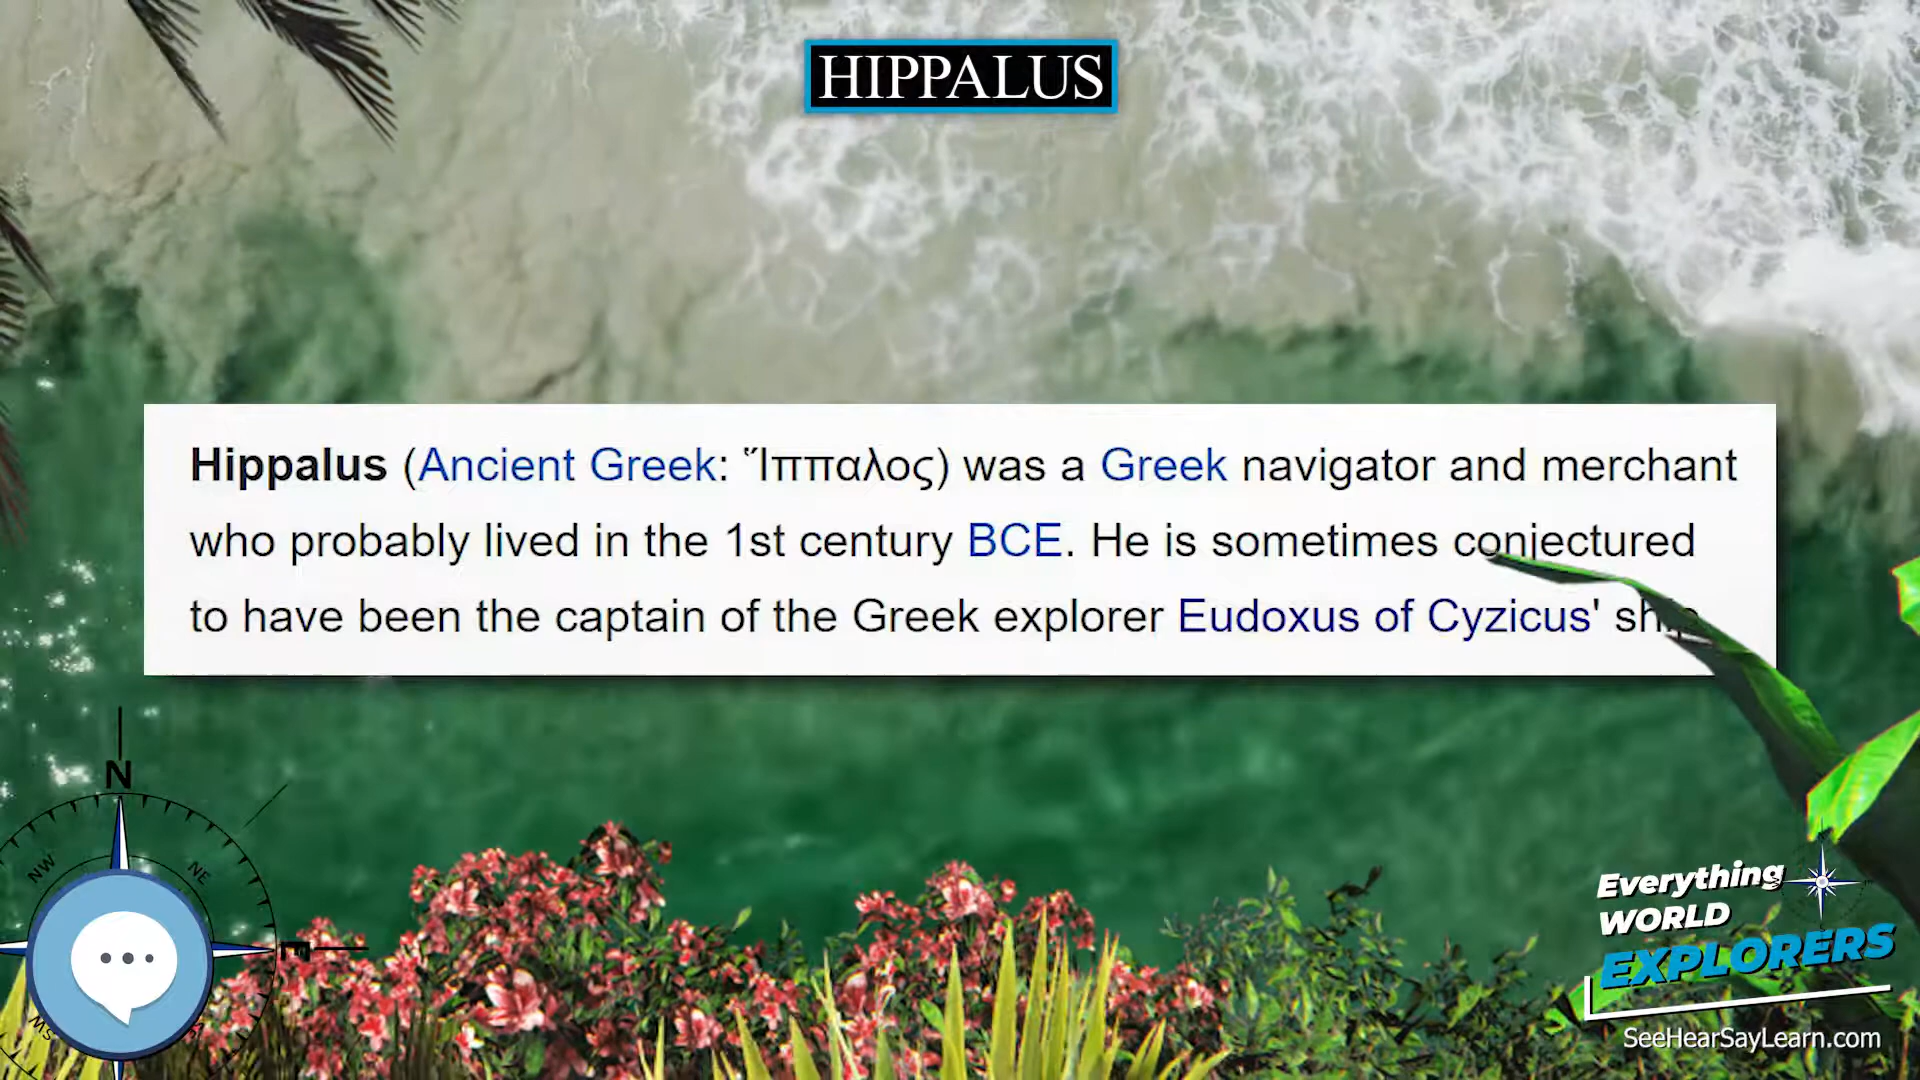 HIPPALUS
Hippalus (Ancient Greek: Ἵππαλος) was a Greek navigator and merchant
who probably lived in the 1st century BCE. He is sometimes conjectured
to have been the captain of the Greek explorer Eudoxus of Cyzicus' ship
N
NW
NE
E
Everything
WORLD
EXPLORERS
SeeHearSayLearn.com